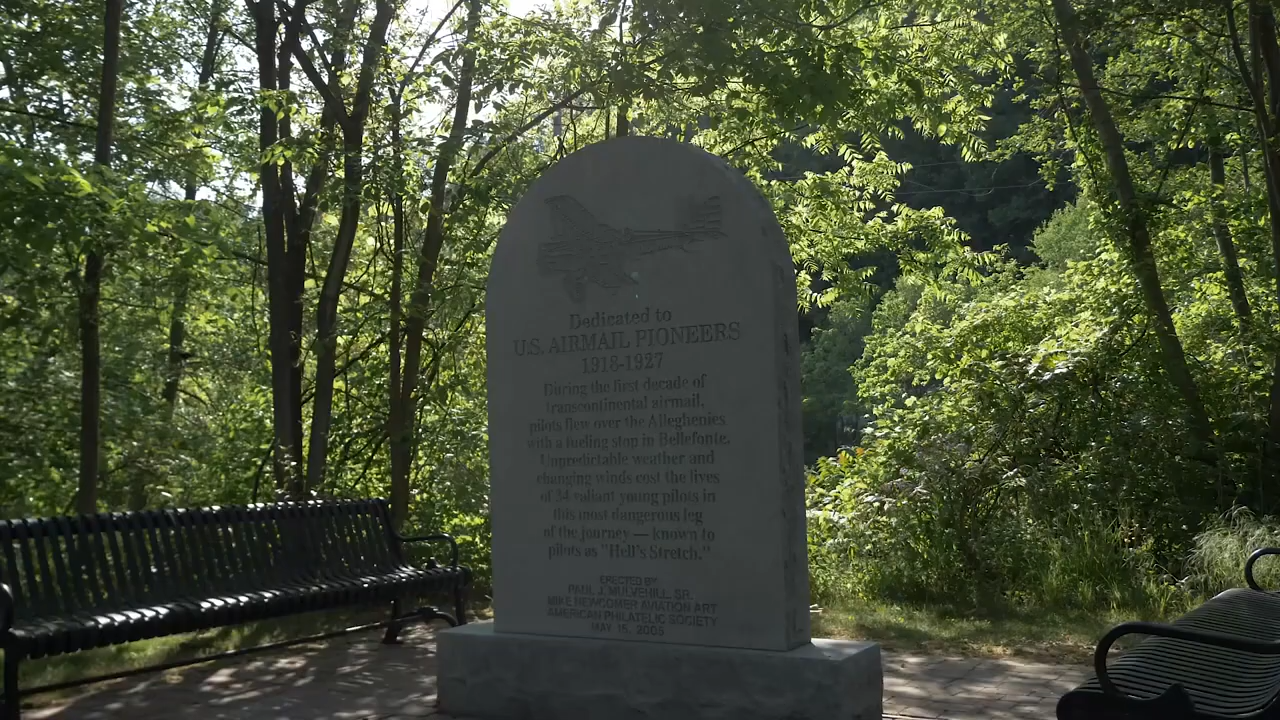 Dedicated to
U.S. AIRMAIL PIONEERS
1918-1927
During the first decade of
transcontinental airmail,
pilots flew over the Alleghenies
with a fueling stop in Bellefonte.
Unpredictable weather and
changing winds cost the lives
of 34 valiant young pilots in
this most dangerous leg
of the journey — known to
pilots as "Hell's Stretch."
ERECTED BY:
PAUL J. MULVEHILL, SR.
MIKE NEWCOMER AVIATION ART
AMERICAN PHILATELIC SOCIETY
MAY 15, 2005